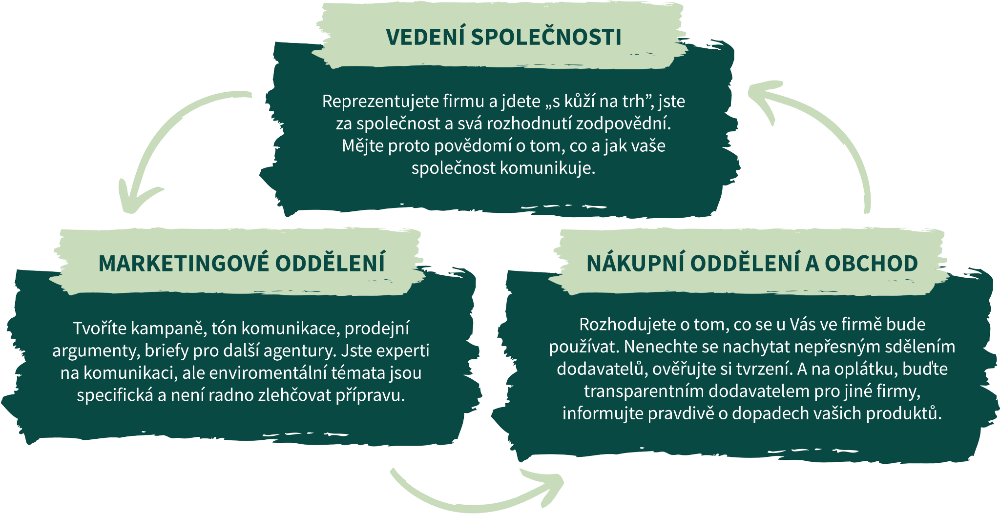 VEDENÍ SPOLEČNOSTI
Reprezentujete firmu a jdete „s kůží na trh”, jste
za společnost a svá rozhodnutí zodpovědní.
Mějte proto povědomí o tom, co a jak vaše
společnost komunikuje.
MARKETINGOVÉ ODDĚLENÍ
Tvoříte kampaně, tón komunikace, prodejní
argumenty, briefy pro další agentury. Jste experti
na komunikaci, ale enviromentální témata jsou
specifická a není radno zlehčovat přípravu.
NÁKUPNÍ ODDĚLENÍ A OBCHOD
Rozhodujete o tom, co se u Vás ve firmě bude
používat. Nenechte se nachytat nepřesným sdělením
dodavatelů, ověřujte si tvrzení. A na oplátku, buďte
transparentním dodavatelem pro jiné firmy,
informujte pravdivě o dopadech vašich produktů.